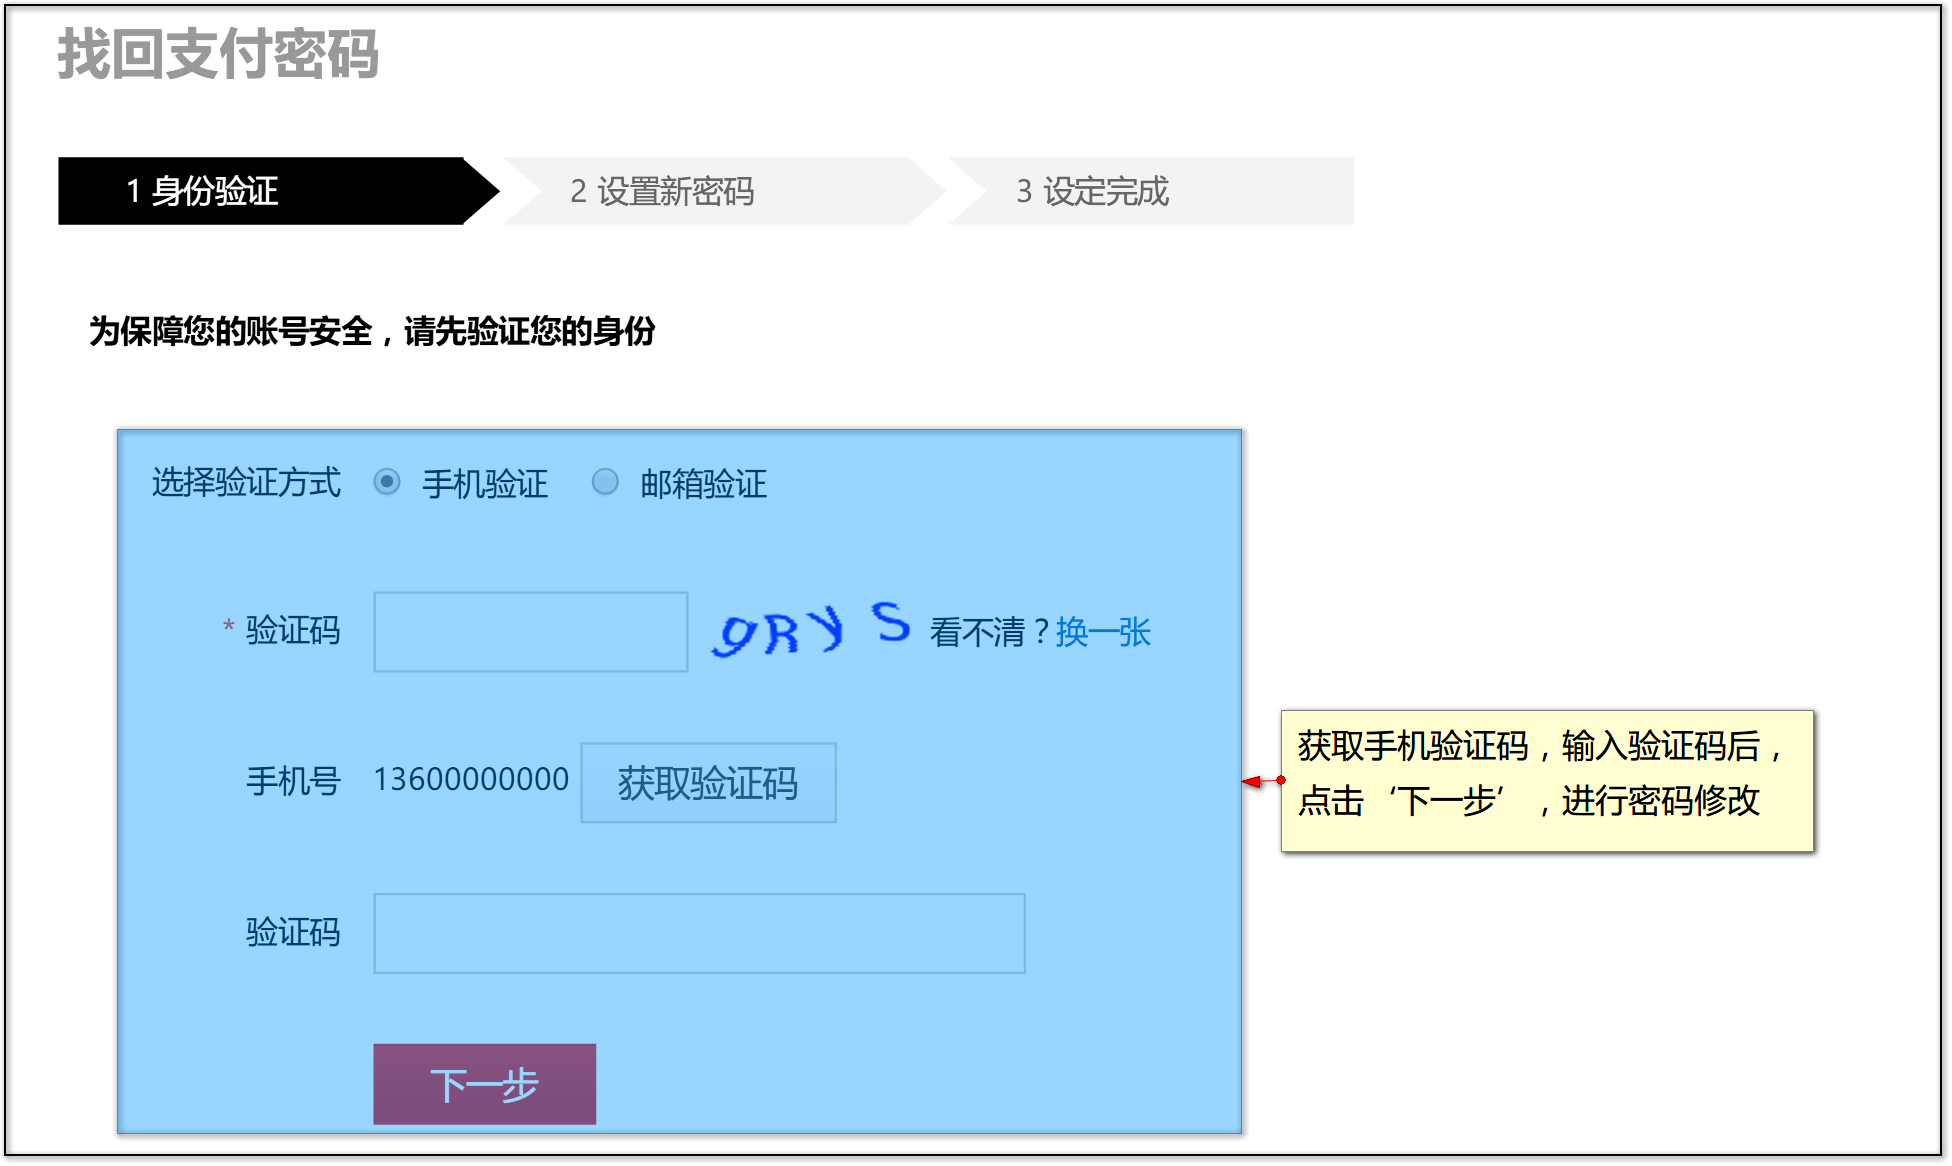 找回支付密码
1 身份验证 2 设置新密码 3 设定完成
为保障您的账号安全，请先验证您的身份
选择验证方式 手机验证 邮箱验证
* 验证码 gRyS 看不清？换一张
手机号 13600000000 获取验证码
验证码
下一步
获取手机验证码，输入验证码后，
点击‘下一步’，进行密码修改